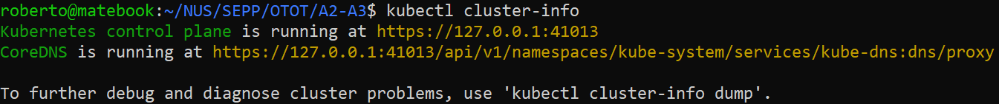 roberto@matebook:~/NUS/SEPP/OTOT/A2-A3$ kubectl cluster-info
Kubernetes control plane is running at https://127.0.0.1:41013
CoreDNS is running at https://127.0.0.1:41013/api/v1/namespaces/kube-system/services/kube-dns:dns/proxy
To further debug and diagnose cluster problems, use 'kubectl cluster-info dump'.